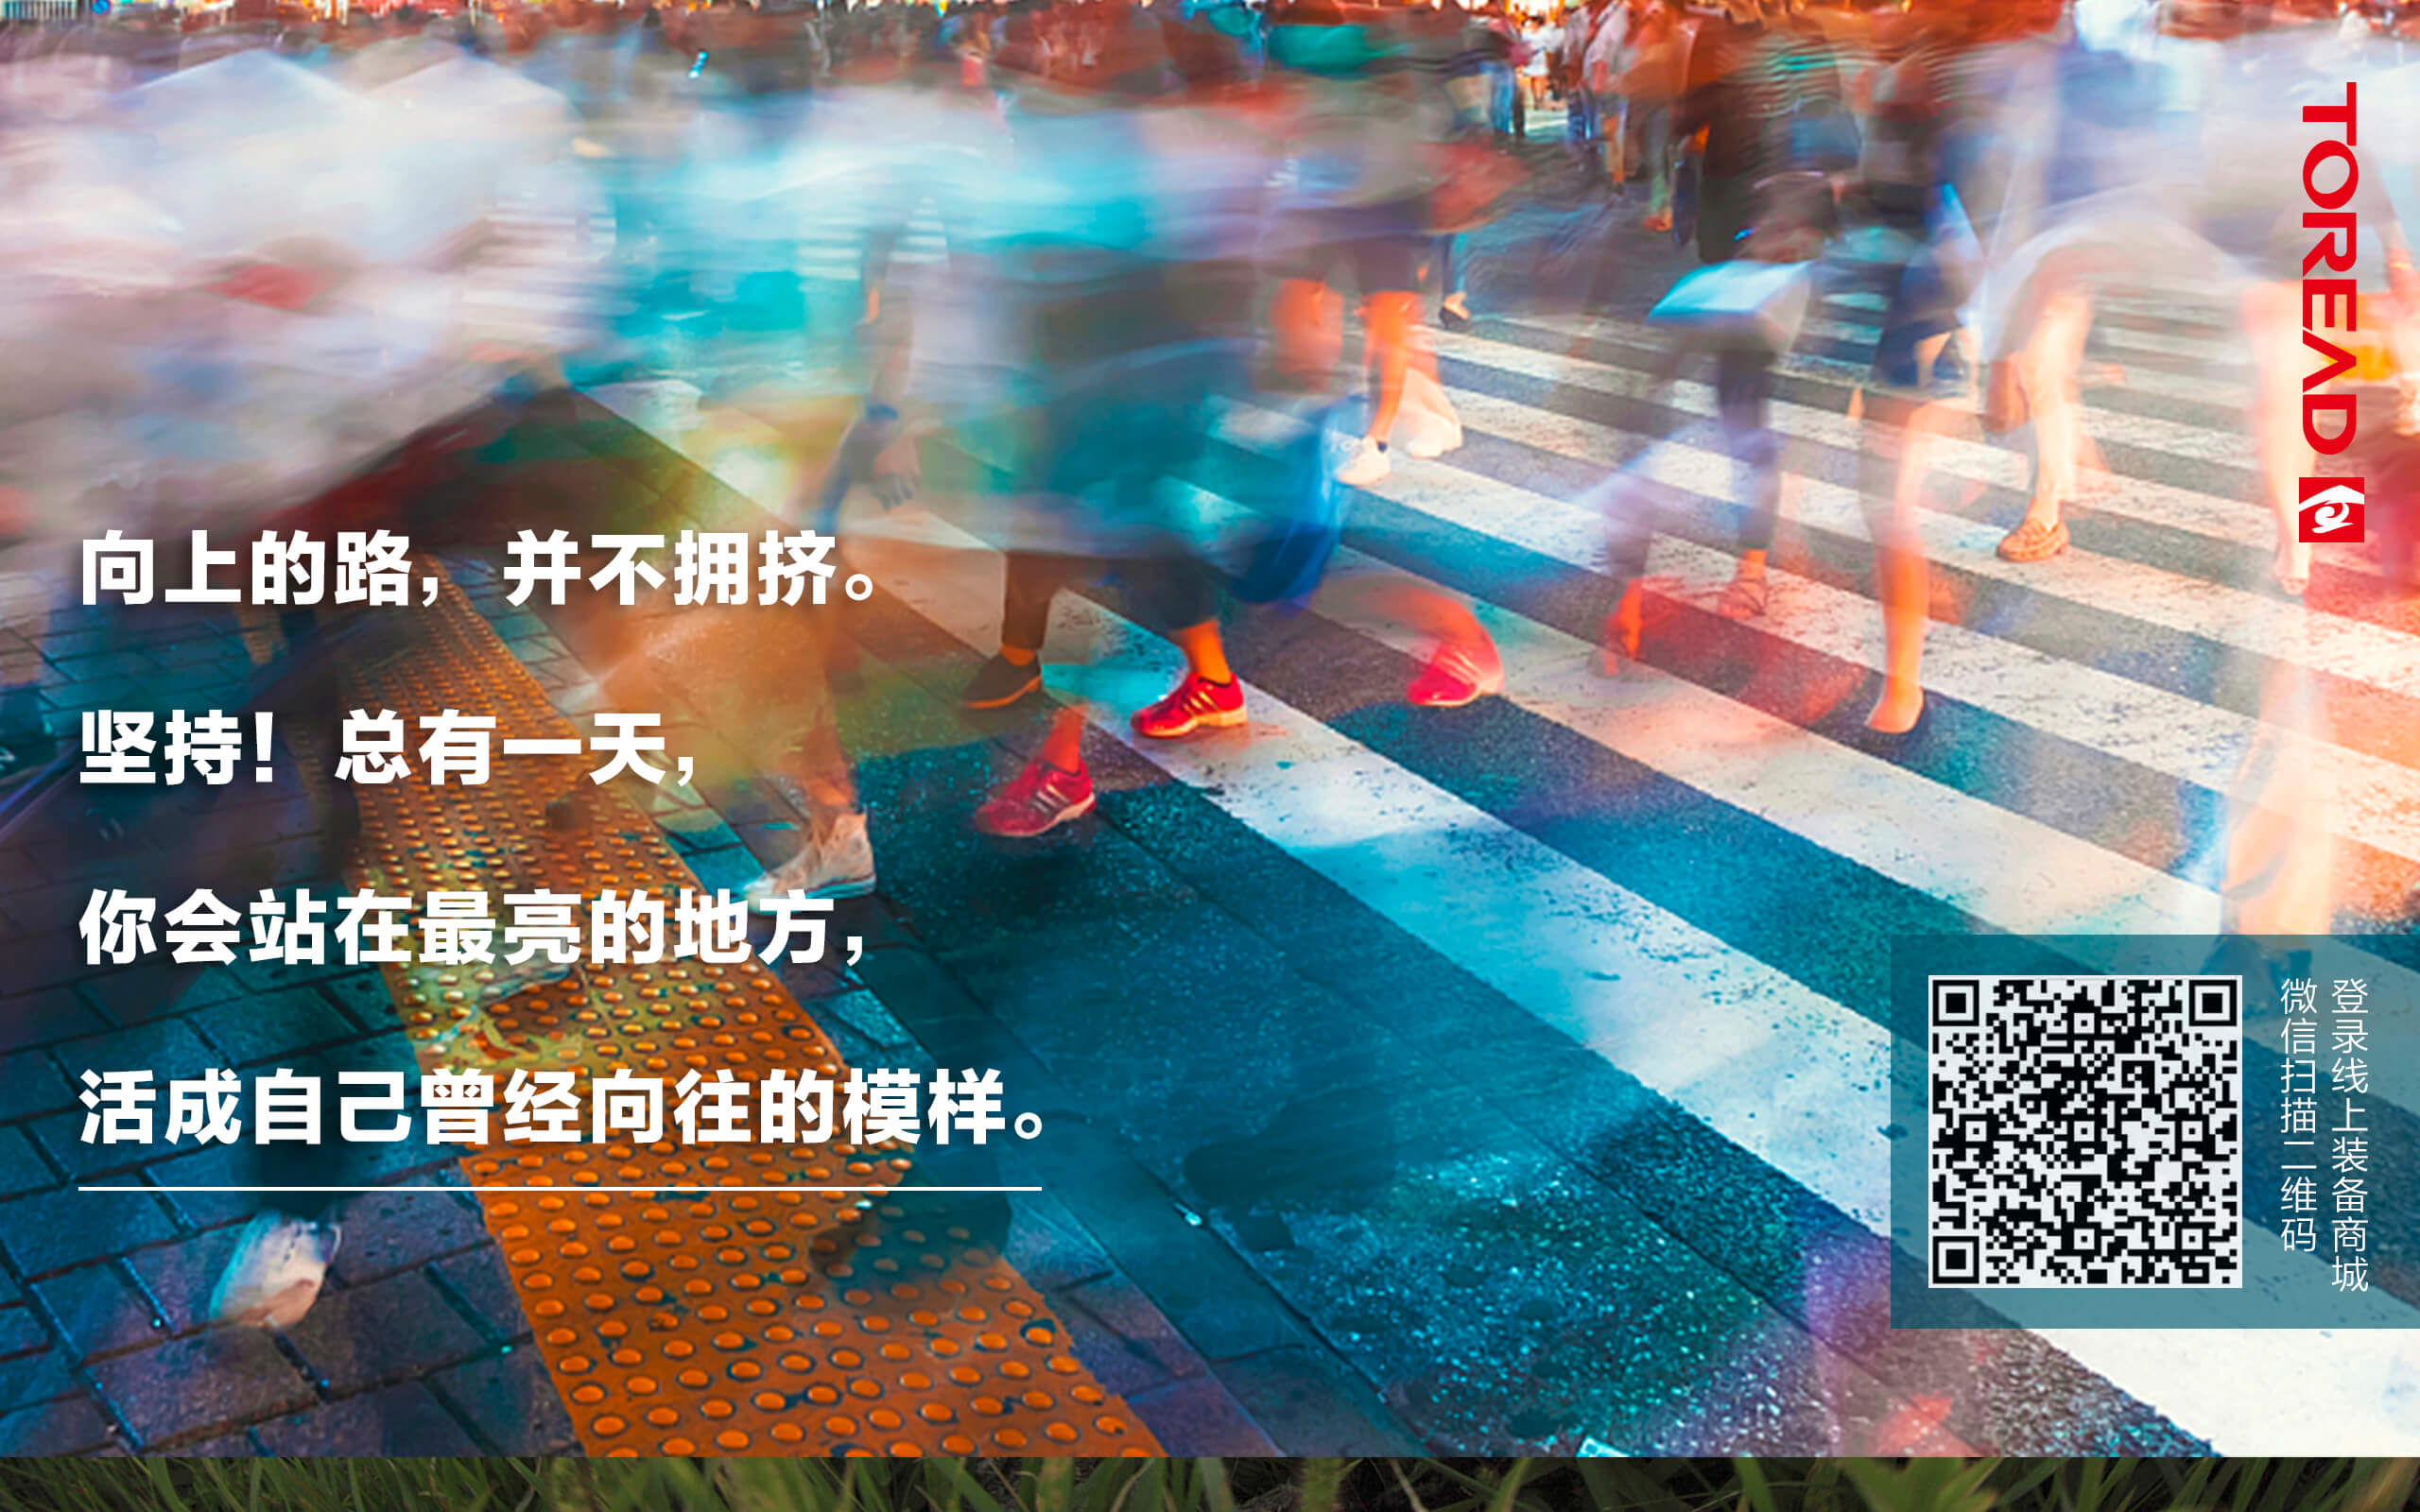 向上的路，并不拥挤。
坚持！总有一天，
你会站在最亮的地方，
活成自己曾经向往的模样。
TOREAD
登录线上装备商城
微信扫描二维码